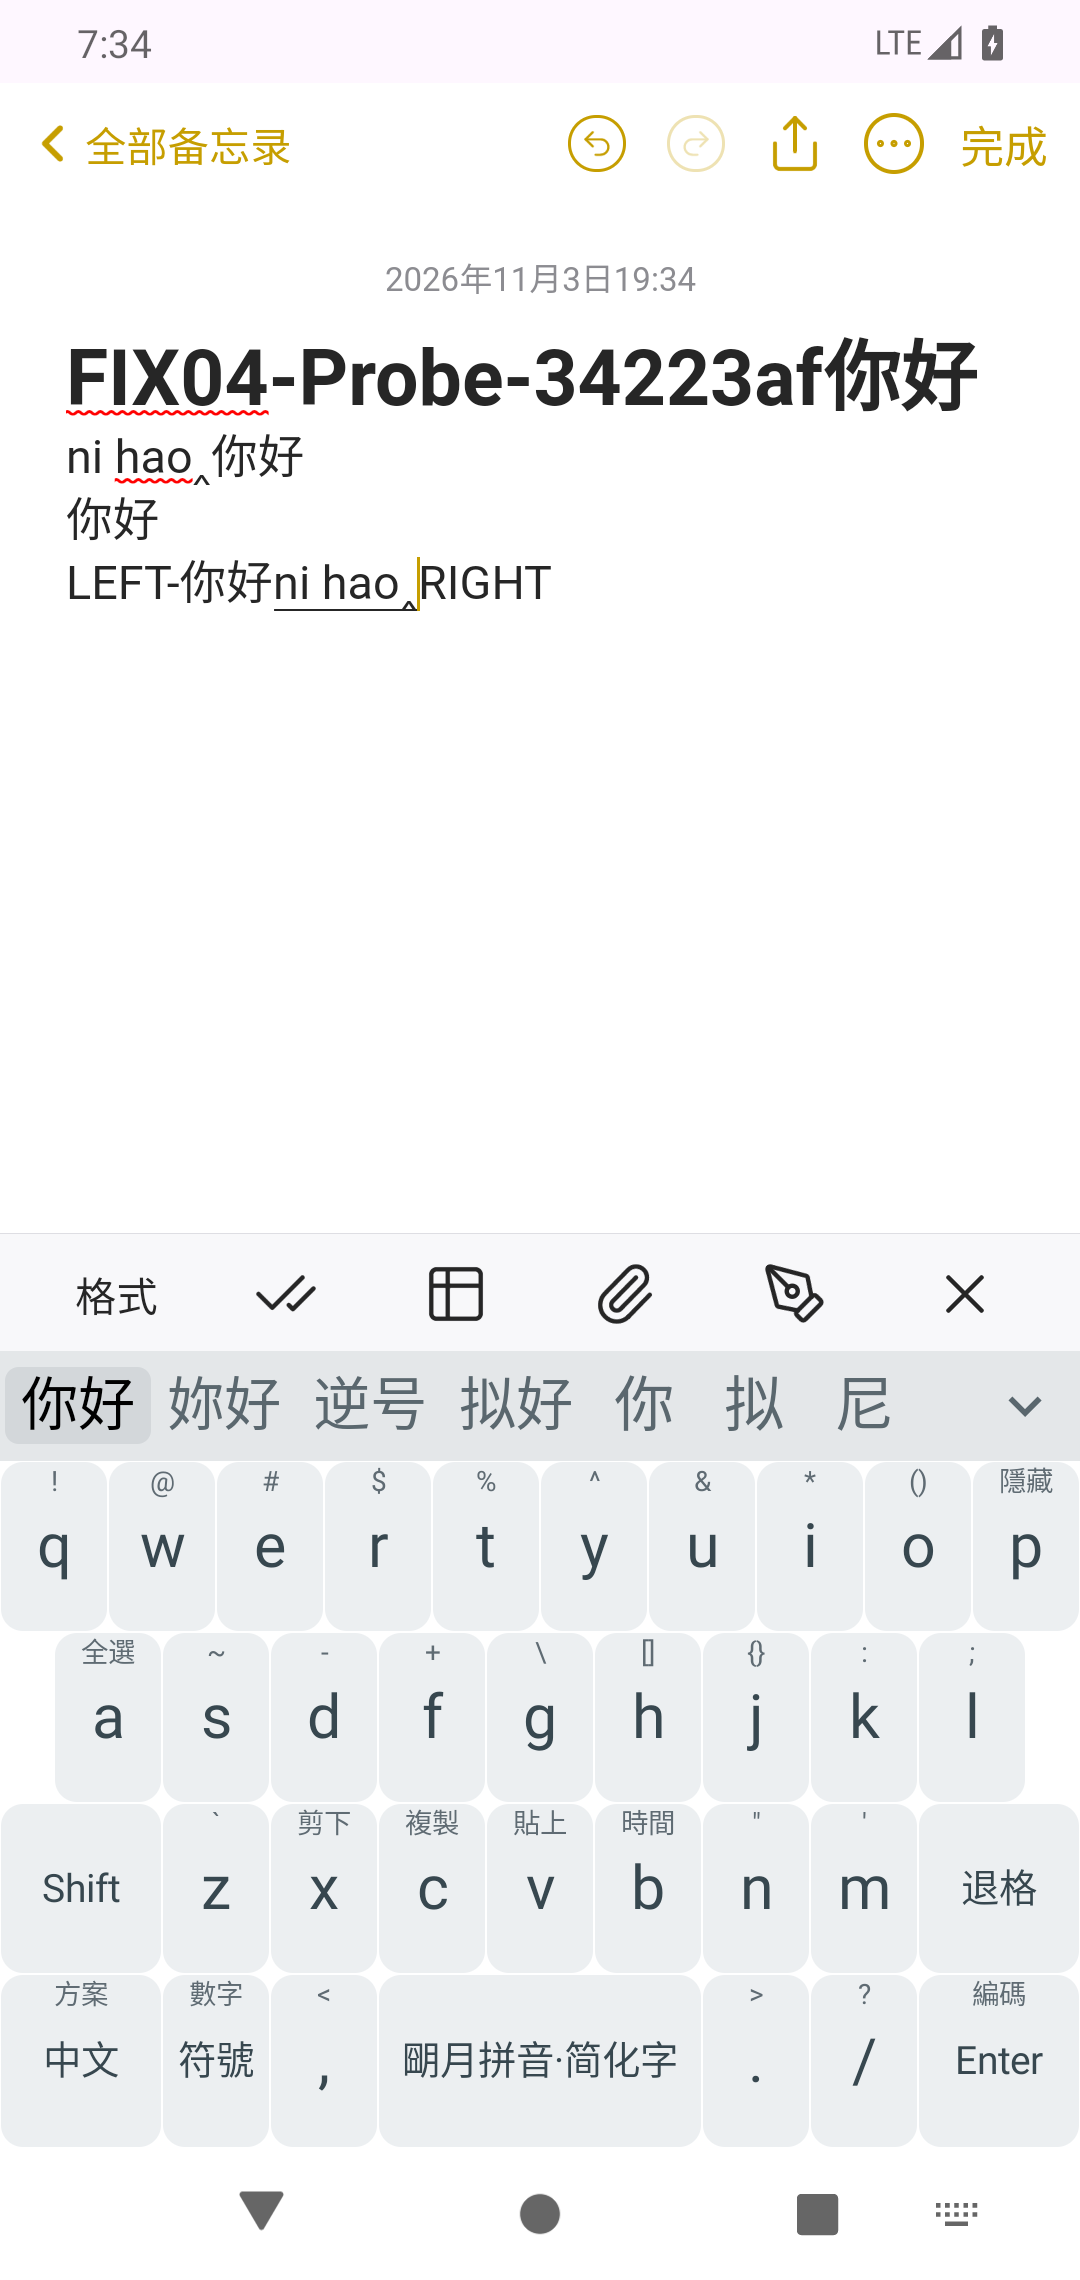 7:34 LTE
全部备忘录 完成
2026年11月3日19:34
FIX04-Probe-34223af你好
ni hao‸你好
你好
LEFT-你好ni hao‸RIGHT
格式
你好 妳好 逆号 拟好 你 拟 尼
! @ # $ % ^ & * () 隱藏
q w e r t y u i o p
全選 ~ - + \ [] {} : ;
a s d f g h j k l
` 剪下 複製 貼上 時間 " '
Shift z x c v b n m 退格
方案 數字 < > ? 編碼
中文 符號 , 朙月拼音·简化字 . / Enter